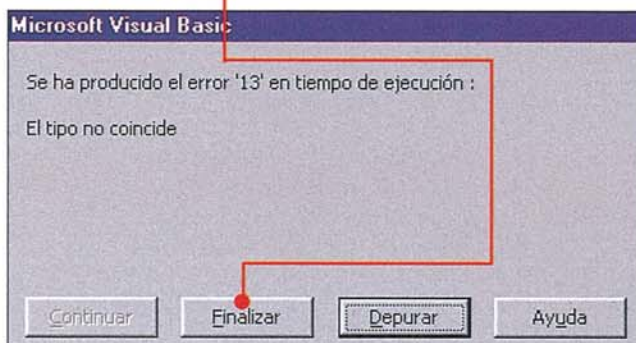 Microsoft Visual Basic
Se ha producido el error '13' en tiempo de ejecución :
El tipo no coincide
Continuar
Finalizar
Depurar
Ayuda